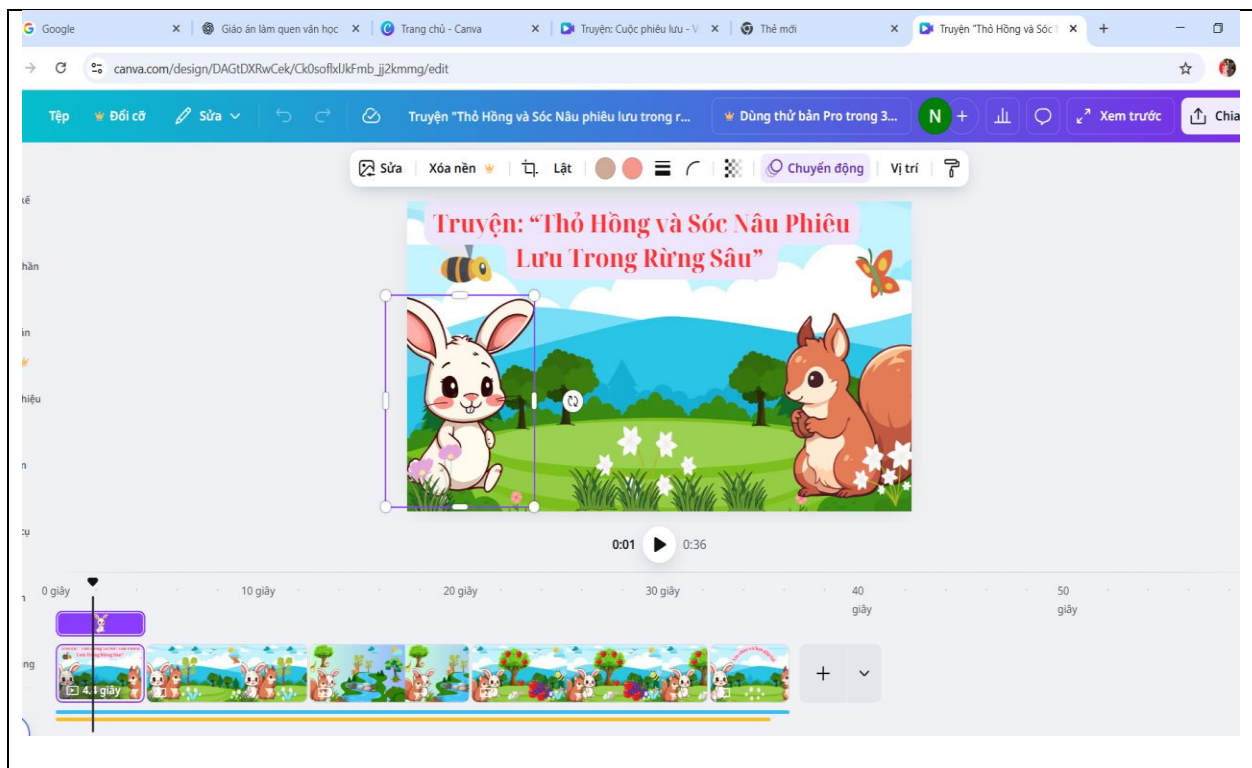 Google
Giáo án làm quen văn học
Trang chủ - Canva
Truyện: Cuộc phiêu lưu - V
Thẻ mới
Truyện "Thỏ Hồng và Sóc
canva.com/design/DAGtDXRwCek/Ck0soflxlJkFmb_jj2kmmg/edit
Tệp
Đổi cỡ
Sửa
Truyện "Thỏ Hồng và Sóc Nâu phiêu lưu trong r...
Dùng thử bản Pro trong 3...
N
Xem trước
Chia
Sửa
Xóa nền
Lật
Chuyển động
Vị trí
Truyện: “Thỏ Hồng và Sóc Nâu Phiêu
Lưu Trong Rừng Sâu”
0:01
0:36
0 giây
10 giây
20 giây
30 giây
40
giây
50
giây
4.4 giây